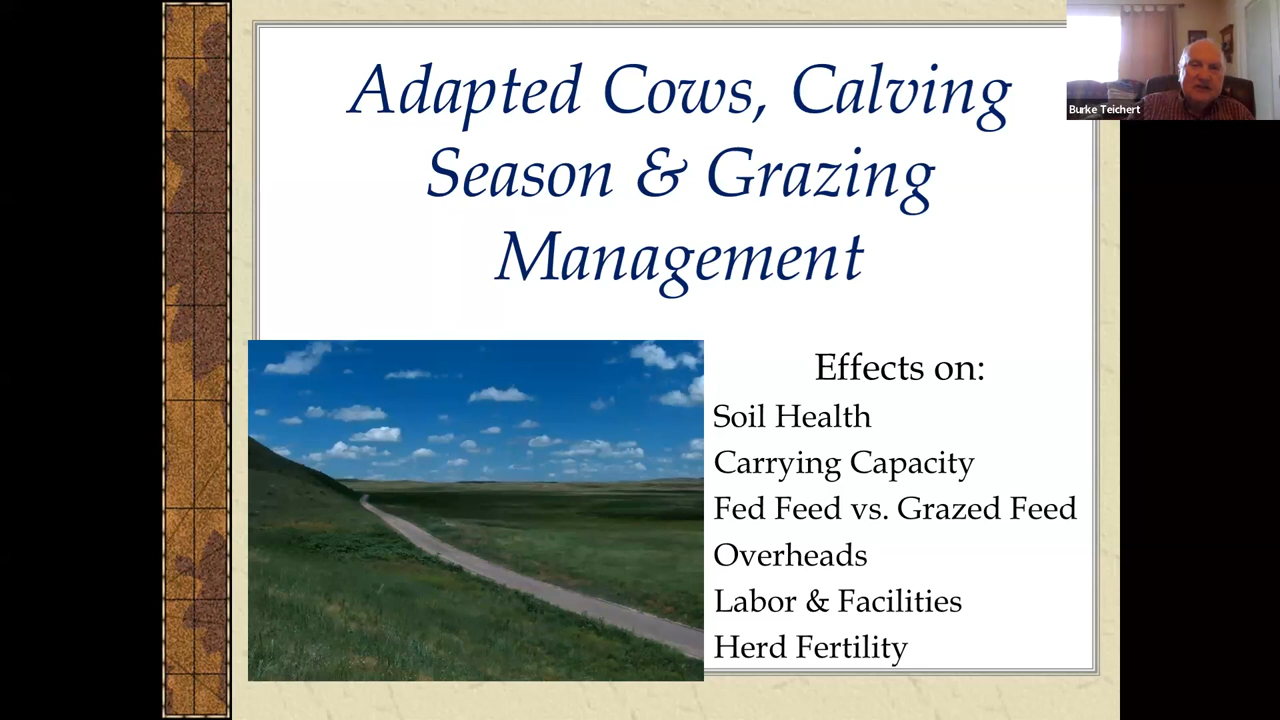 Adapted Cows, Calving
Season & Grazing
Management
Burke Teichert
Effects on:
Soil Health
Carrying Capacity
Fed Feed vs. Grazed Feed
Overheads
Labor & Facilities
Herd Fertility